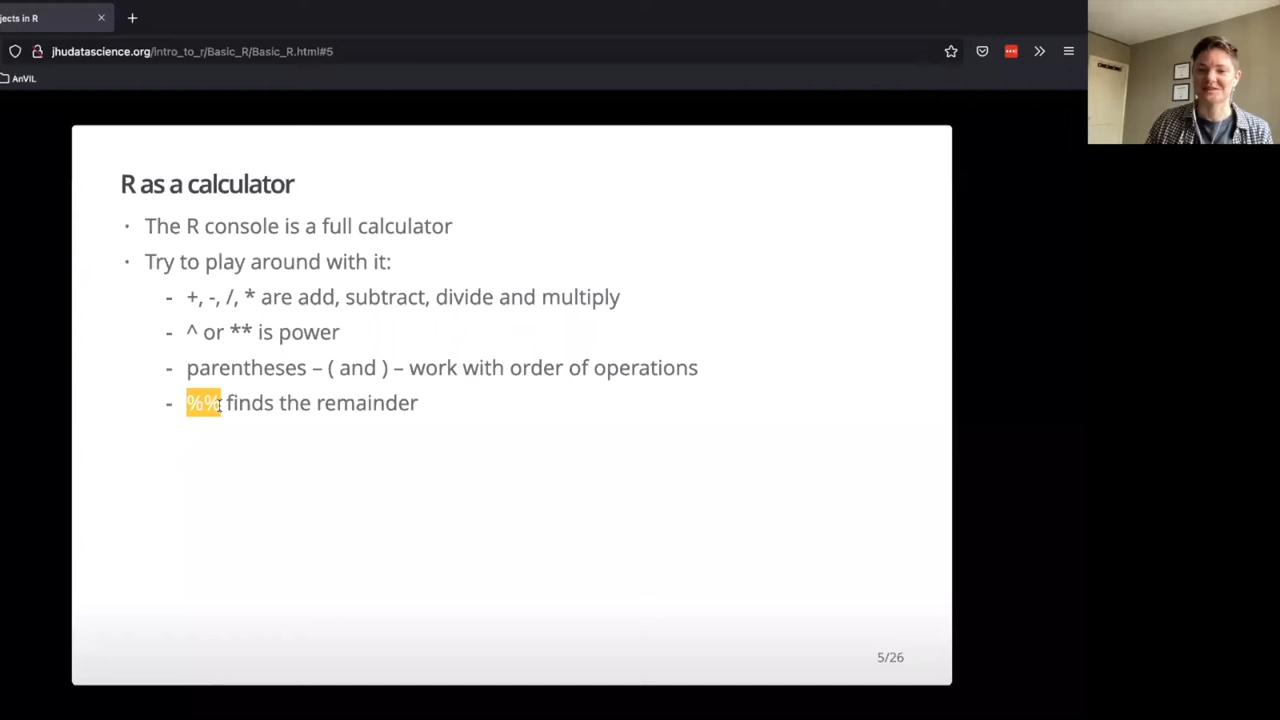 jects in R
jhudatascience.org/intro_to_r/Basic_R/Basic_R.html#5
AnVIL
R as a calculator
· The R console is a full calculator
· Try to play around with it:
- +, -, /, * are add, subtract, divide and multiply
- ^ or ** is power
- parentheses – ( and ) – work with order of operations
- %% finds the remainder
5/26